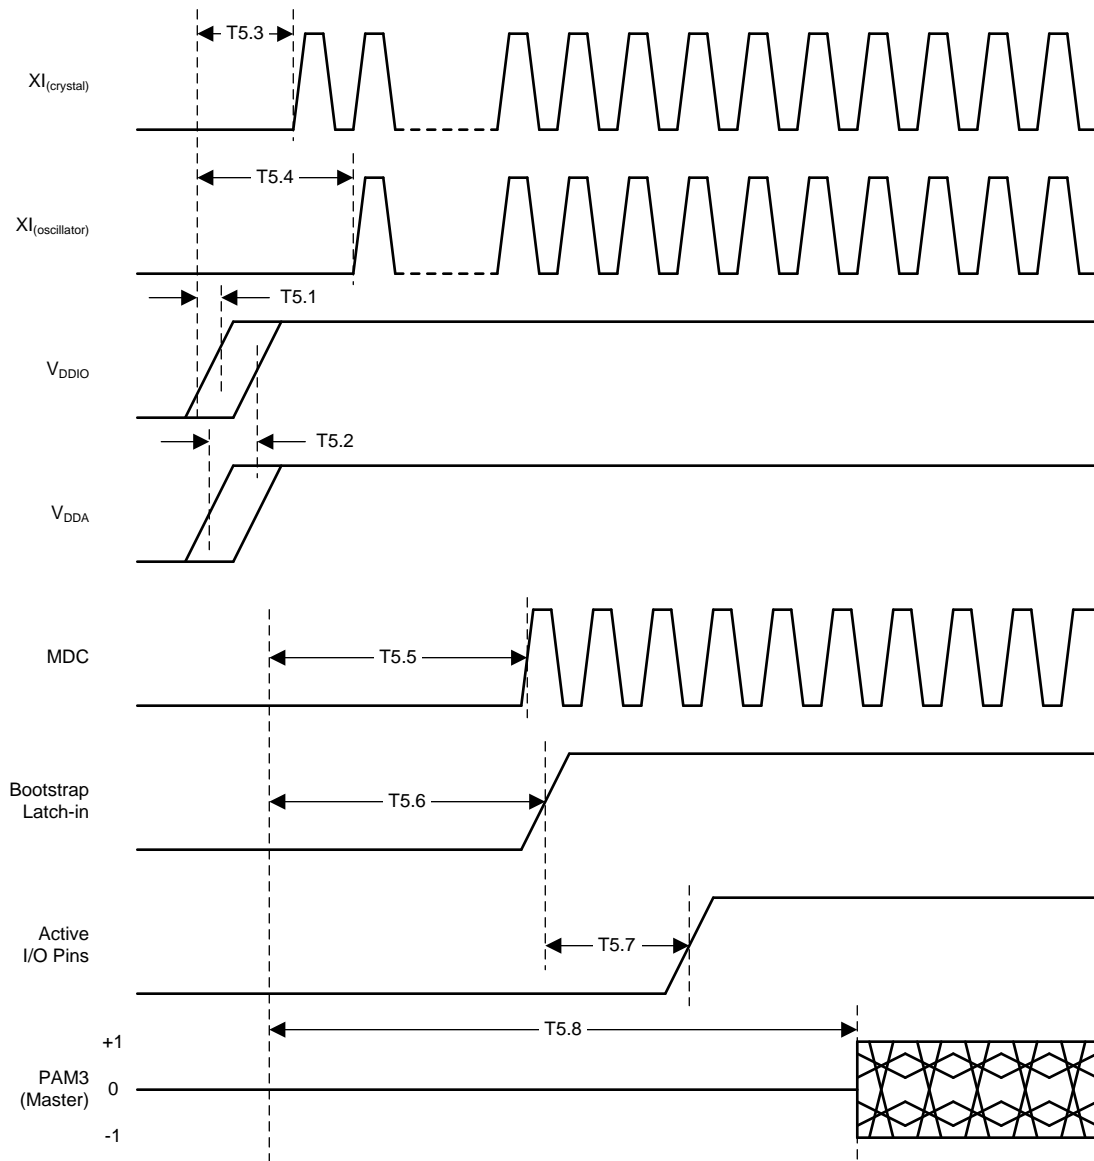 T5.3
XI(crystal)
T5.4
XI(oscillator)
T5.1
VDDIO
T5.2
VDDA
MDC
T5.5
Bootstrap
Latch-in
T5.6
Active
I/O Pins
T5.7
T5.8
+1
PAM3
(Master)
0
-1